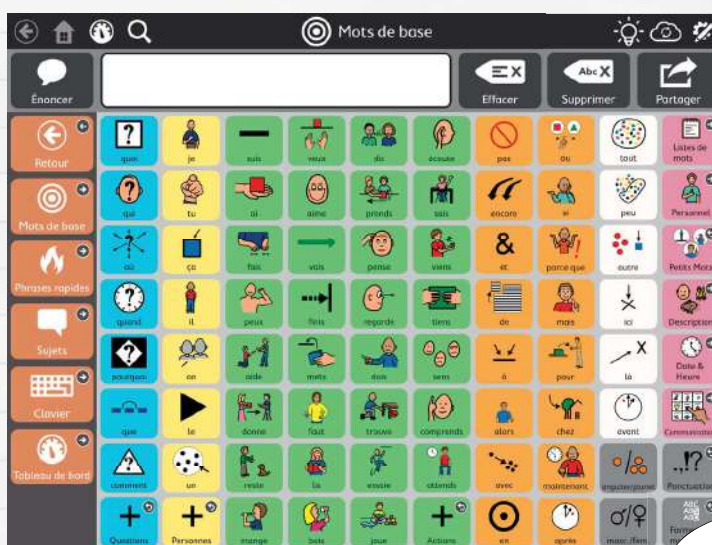 Mots de base
Énoncer
Effacer
Abc
Supprimer
Partager
Retour
quoi
je
suis
veux
dis
écoute
pas
ou
tout
Listes de
mots
Mots de base
qui
tu
ai
aime
prends
sais
encore
si
peu
Personnel
Phrases rapides
où
ça
fais
vais
pense
viens
&
et
parce que
autre
Petits Mots
Sujets
quand
il
peux
finis
regarde
tiens
de
mais
ici
Description
Clavier
pourquoi
on
aide
mets
dois
sens
à
pour
là
Date &
Heure
Tableau de bord
que
le
donne
faut
trouve
comprends
alors
chez
avant
comment
un
reste
lis
essaie
attends
avec
maintenant
.,!?
Ponctuation
Questions
Personnes
mange
bois
joue
Actions
en
après
masc./fém.